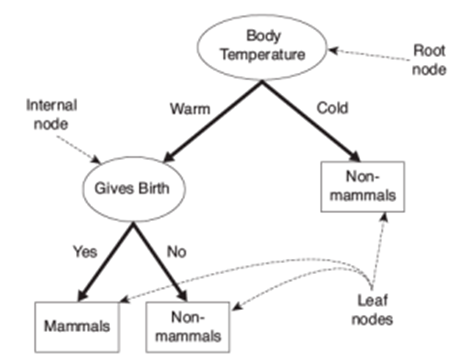 Body
Temperature
Root
node
Internal
node
Warm
Cold
Gives Birth
Non-
mammals
Yes
No
Mammals
Non-
mammals
Leaf
nodes